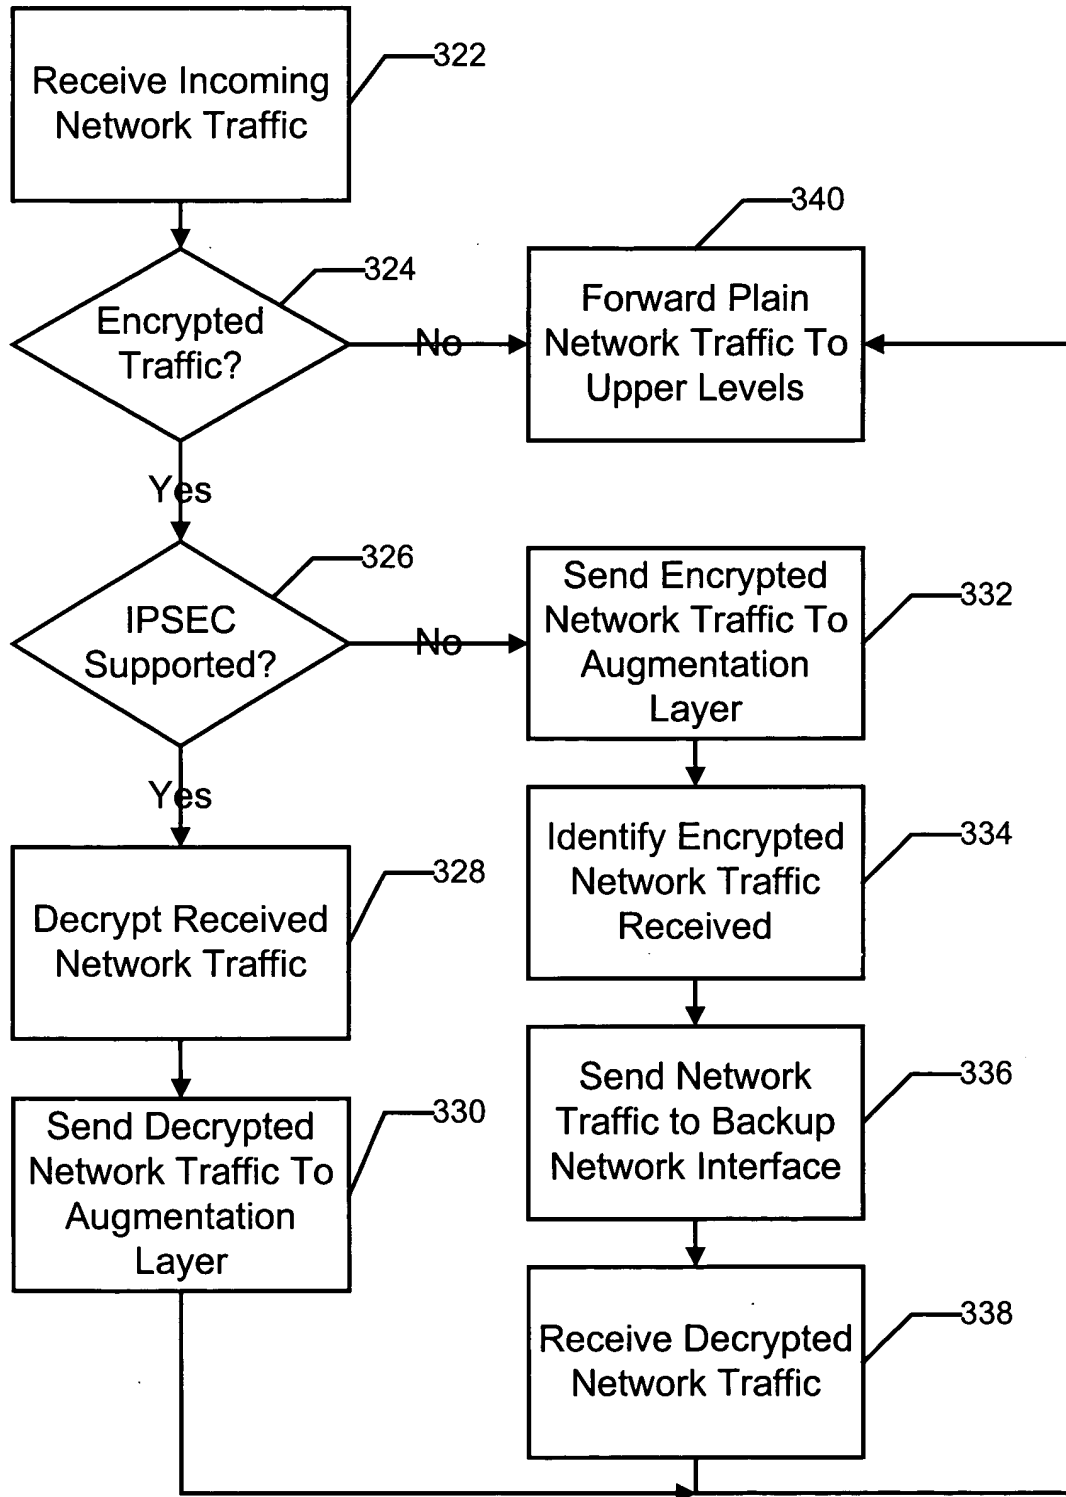 Receive Incoming
Network Traffic
322
340
324
Encrypted
Traffic?
No
Forward Plain
Network Traffic To
Upper Levels
Yes
326
IPSEC
Supported?
No
Send Encrypted
Network Traffic To
Augmentation
Layer
332
Yes
Identify Encrypted
Network Traffic
Received
334
328
Decrypt Received
Network Traffic
Send Network
Traffic to Backup
Network Interface
336
330
Send Decrypted
Network Traffic To
Augmentation
Layer
Receive Decrypted
Network Traffic
338